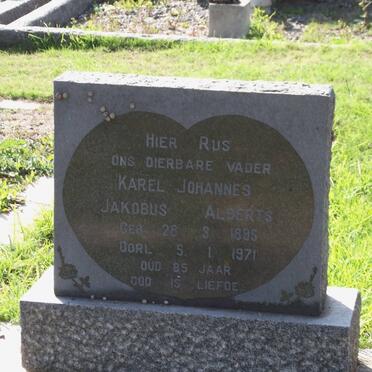 HIER RUS
ONS DIERBARE VADER
KAREL JOHANNES
JAKOBUS ALBERTS
GEB. 3 1885
OORL. 5. 1. 1971
OUD 85 JAAR
GOD IS LIEFDE